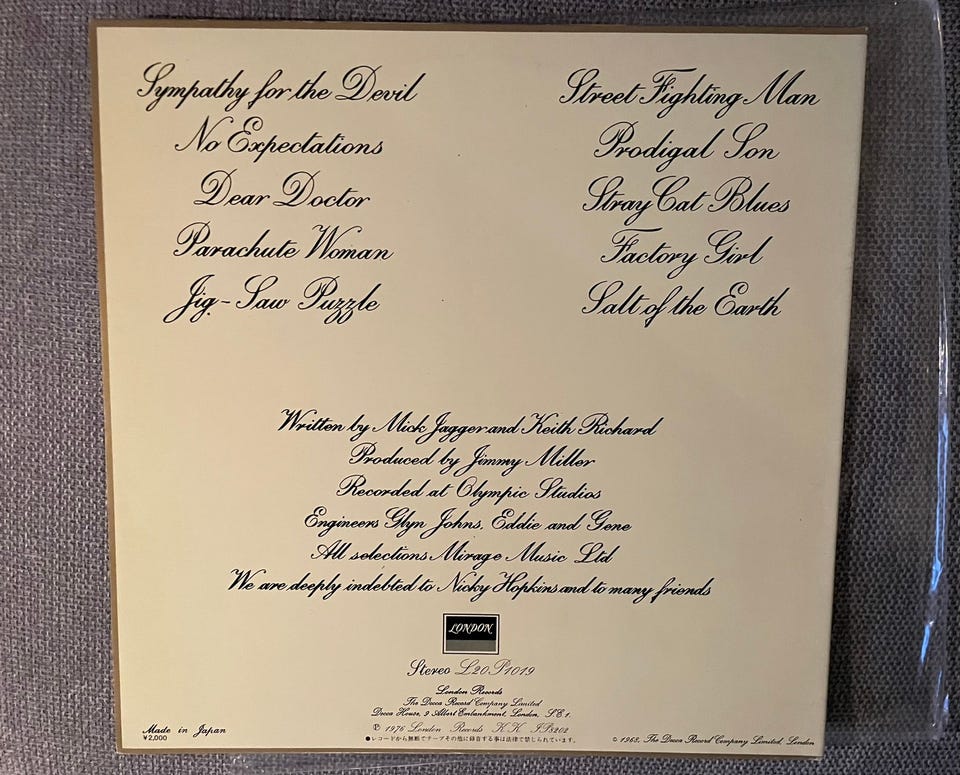 Sympathy for the Devil
No Expectations
Dear Doctor
Parachute Woman
Jig-Saw Puzzle
Street Fighting Man
Prodigal Son
Stray Cat Blues
Factory Girl
Salt of the Earth
Written by Mick Jagger and Keith Richard
Produced by Jimmy Miller
Recorded at Olympic Studios
Engineers Glyn Johns, Eddie and Gene
All selections Mirage Music Ltd
We are deeply indebted to Nicky Hopkins and to many friends
LONDON
Stereo L20P1019
London Records
The Decca Record Company Limited
Decca House, 9 Albert Embankment, London, S.E.1.
℗ 1976 London Records K.K.
●レコードから無断でテープその他に録音する事は法律で禁じられています。
Made in Japan
¥2,000
© 1968, The Decca Record Company Limited, London